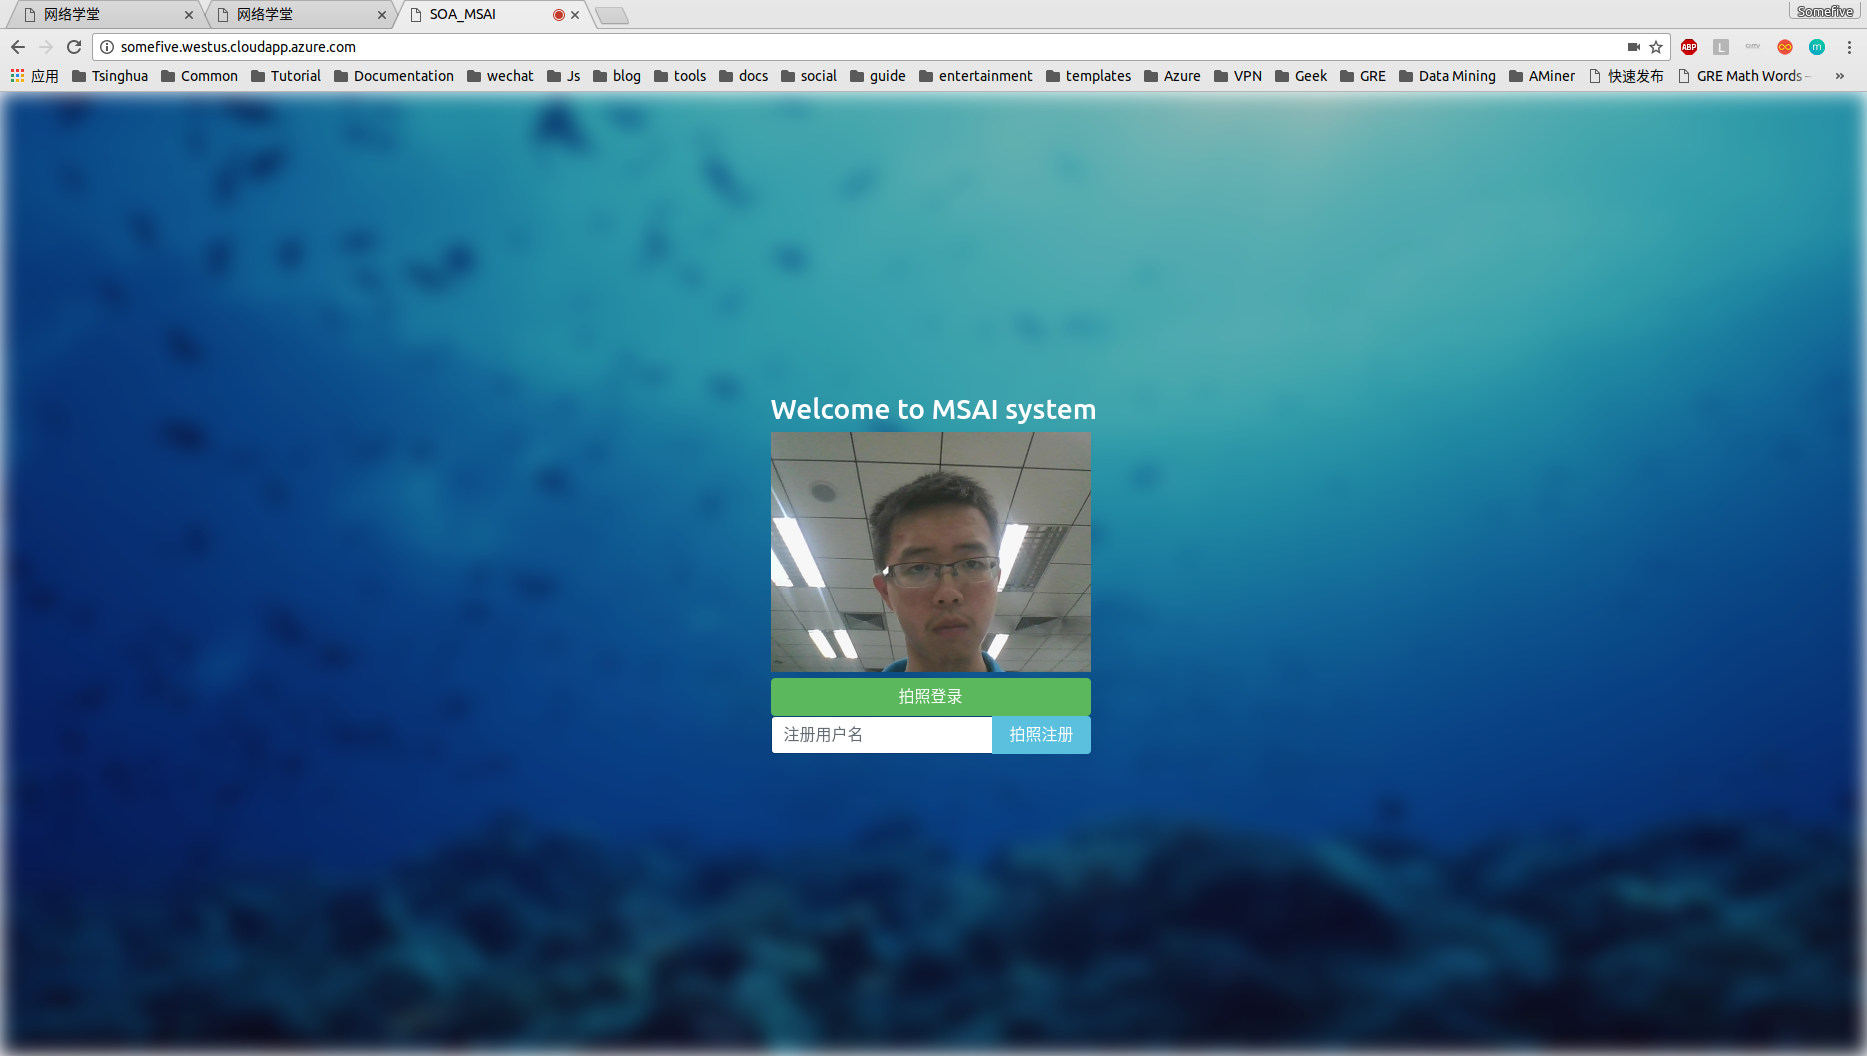 网络学堂 网络学堂 SOA_MSAI Somefive
somefive.westus.cloudapp.azure.com ABP L m
应用 Tsinghua Common Tutorial Documentation wechat Js blog tools docs social guide entertainment templates Azure VPN Geek GRE Data Mining AMiner 快速发布 GRE Math Words - »
Welcome to MSAI system
拍照登录
注册用户名 拍照注册